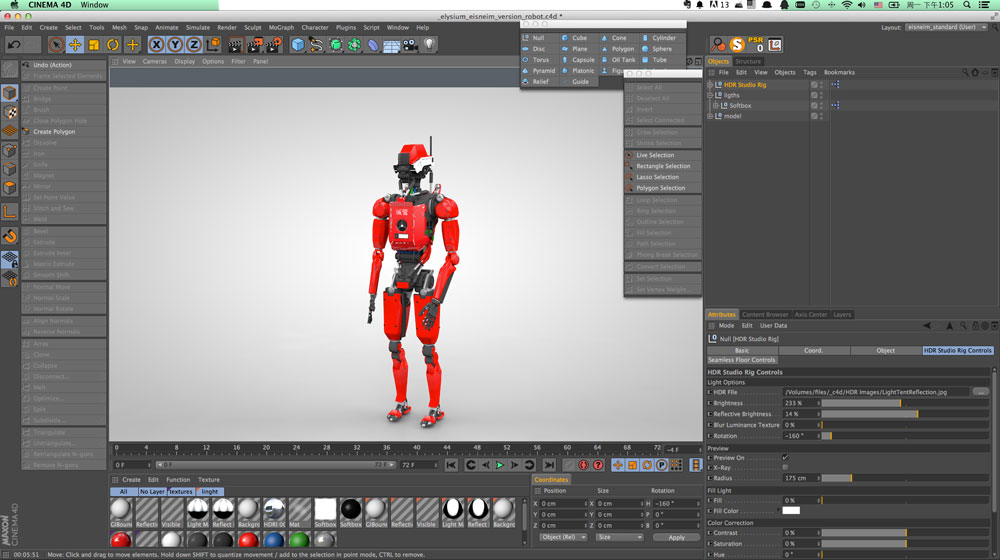 CINEMA 4D Window
13
周一下午1:05
_elysium_eisneim_version_robot.c4d *
File Edit Create Select Tools Mesh Snap Animate Simulate Render Sculpt MoGraph Character Plugins Script Window Help
Layout: eisneim_standard (User)
X Y Z
PSR
0
Undo (Action)
Frame Selected Elements
Create Point
Bridge
Brush
Close Polygon Hole
Create Polygon
Dissolve
Iron
Knife
Magnet
Mirror
Set Point Value
Stitch and Sew
Weld
Bevel
Extrude
Extrude Inner
Matrix Extrude
Smooth Shift
Normal Move
Normal Scale
Normal Rotate
Align Normals
Reverse Normals
Array
Clone
Collapse
Disconnect...
Melt
Optimize...
Split
Subdivide...
Triangulate
Untriangulate...
Retriangulate N-gons
Remove N-gons
View Cameras Display Options Filter Panel
Null Cube Cone Cylinder
Disc Plane Polygon Sphere
Torus Capsule Oil Tank Tube
Pyramid Platonic
Relief Guide
Select All
Deselect All
Invert
Select Connected
Grow Selection
Shrink Selection
Live Selection
Rectangle Selection
Lasso Selection
Polygon Selection
Loop Selection
Ring Selection
Outline Selection
Fill Selection
Path Selection
Phong Break Selection
Convert Selection
Set Selection
Set Vertex Weight...
Objects Structure
File Edit View Objects Tags Bookmarks
HDR Studio Rig
ligths
Softbox
model
Attributes Content Browser Axis Center Layers
Mode Edit User Data
Null [HDR Studio Rig]
Basic Coord. Object HDR Studio Rig Controls
Seamless Floor Controls
HDR Studio Rig Controls
Light Options
HDR File /Volumes/files/_c4d/HDR Images/LightTentReflection.jpg
Brightness 233 %
Reflective Brightness 14 %
Blur Luminance Texture 0 %
Rotation -160 °
Preview
Preview On
X-Ray
Radius 175 cm
Fill Light
Fill 0 %
Fill Color
Color Correction
Contrast 0 %
Saturation 0 %
Hue 0 °
0 4 8 12 16 20 24 28 32 36 40 44 48 52 56 60 64 68 72 -4 F
0 F 0 F 72 F 72 F
Create Edit Function Texture
All No Layer Textures linght
GIBoun Reflecti Visible Light M Reflect Backgro HDRI 0 Mat Softbox Softbox GIBoun Reflecti Visible Light M Reflect Backgro
Coordinates
Position Size Rotation
X 0 cm X 0 cm H -160 °
Y 0 cm Y 0 cm P 0 °
Z 0 cm Z 0 cm B 0 °
Object (Rel) Size Apply
MAXON CINEMA 4D
00:05:51 Move: Click and drag to move elements. Hold down SHIFT to quantize movement / add to the selection in point mode, CTRL to remove.